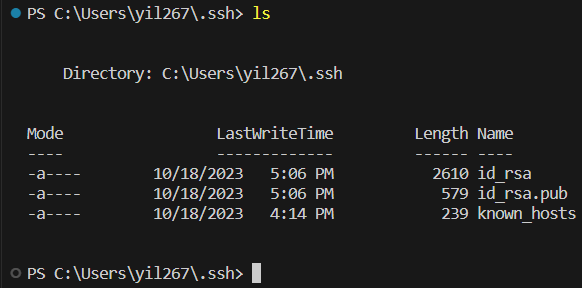 PS C:\Users\yil267\.ssh> ls
Directory: C:\Users\yil267\.ssh
Mode                 LastWriteTime         Length Name
----                 -------------         ------ ----
-a----        10/18/2023   5:06 PM           2610 id_rsa
-a----        10/18/2023   5:06 PM            579 id_rsa.pub
-a----        10/18/2023   4:14 PM            239 known_hosts
PS C:\Users\yil267\.ssh>